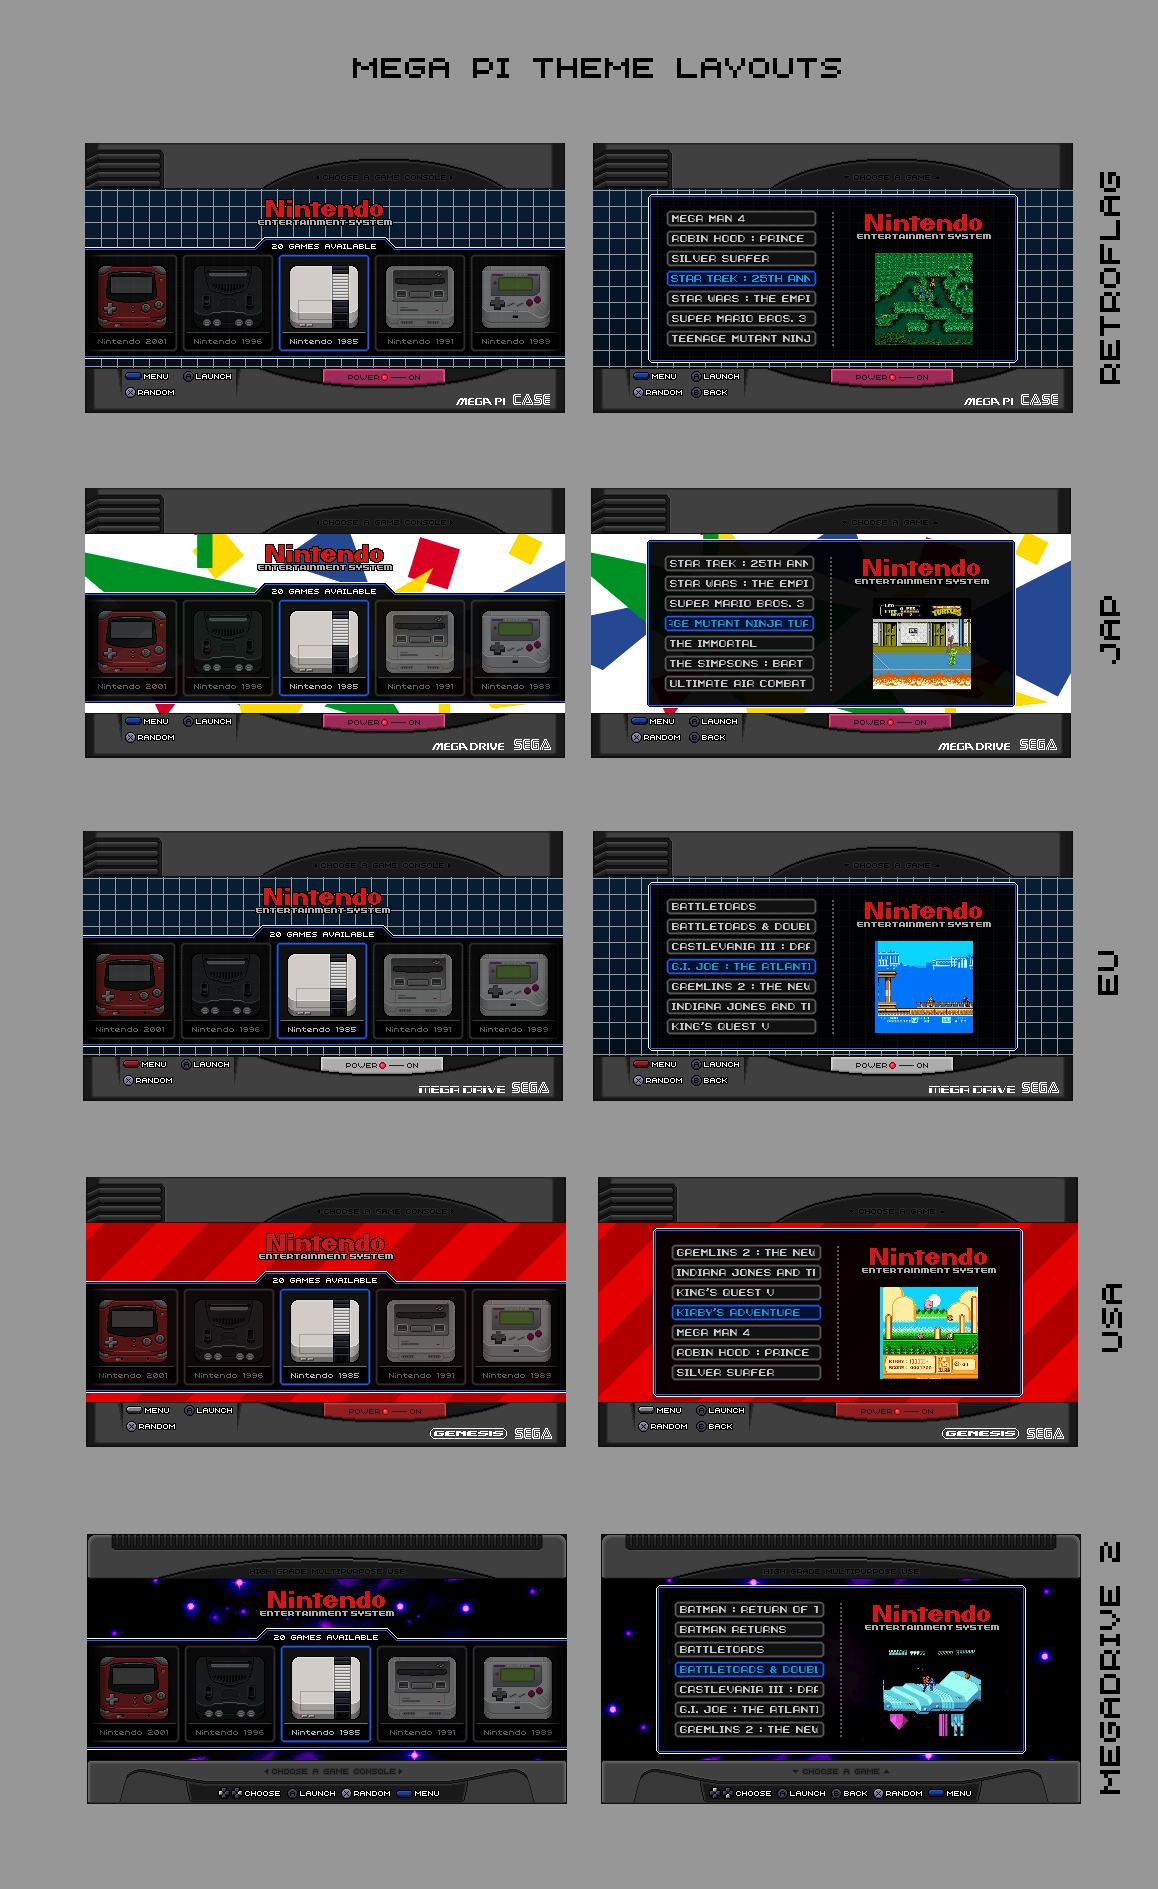 MEGA PI THEME LAYOUTS
CHOOSE A GAME CONSOLE
Nintendo
ENTERTAINMENT SYSTEM
20 GAMES AVAILABLE
Nintendo 2001
Nintendo 1996
Nintendo 1985
Nintendo 1991
Nintendo 1989
MENU
LAUNCH
RANDOM
POWER ON
MEGA PI CASE
CHOOSE A GAME
MEGA MAN 4
ROBIN HOOD : PRINCE
SILVER SURFER
STAR TREK : 25TH ANN
STAR WARS : THE EMPI
SUPER MARIO BROS. 3
TEENAGE MUTANT NINJ
Nintendo
ENTERTAINMENT SYSTEM
MENU
LAUNCH
RANDOM
BACK
POWER ON
MEGA PI CASE
RETROFLAG
CHOOSE A GAME CONSOLE
Nintendo
ENTERTAINMENT SYSTEM
20 GAMES AVAILABLE
Nintendo 2001
Nintendo 1996
Nintendo 1985
Nintendo 1991
Nintendo 1989
MENU
LAUNCH
RANDOM
POWER ON
MEGA DRIVE SEGA
CHOOSE A GAME
STAR TREK : 25TH ANN
STAR WARS : THE EMPI
SUPER MARIO BROS. 3
AGE MUTANT NINJA TUR
THE IMMORTAL
THE SIMPSONS : BART
ULTIMATE AIR COMBAT
Nintendo
ENTERTAINMENT SYSTEM
TURTLES
MENU
LAUNCH
RANDOM
BACK
POWER ON
MEGA DRIVE SEGA
JAP
CHOOSE A GAME CONSOLE
Nintendo
ENTERTAINMENT SYSTEM
20 GAMES AVAILABLE
Nintendo 2001
Nintendo 1996
Nintendo 1985
Nintendo 1991
Nintendo 1989
MENU
LAUNCH
RANDOM
POWER ON
MEGA DRIVE SEGA
CHOOSE A GAME
BATTLETOADS
BATTLETOADS & DOUBL
CASTLEVANIA III : DRA
G.I. JOE : THE ATLANTI
GREMLINS 2 : THE NEW
INDIANA JONES AND TH
KING'S QUEST V
Nintendo
ENTERTAINMENT SYSTEM
MENU
LAUNCH
RANDOM
BACK
POWER ON
MEGA DRIVE SEGA
EU
CHOOSE A GAME CONSOLE
Nintendo
ENTERTAINMENT SYSTEM
20 GAMES AVAILABLE
Nintendo 2001
Nintendo 1996
Nintendo 1985
Nintendo 1991
Nintendo 1989
MENU
LAUNCH
RANDOM
POWER ON
GENESIS SEGA
CHOOSE A GAME
GREMLINS 2 : THE NEW
INDIANA JONES AND TH
KING'S QUEST V
KIRBY'S ADVENTURE
MEGA MAN 4
ROBIN HOOD : PRINCE
SILVER SURFER
Nintendo
ENTERTAINMENT SYSTEM
MENU
LAUNCH
RANDOM
BACK
POWER ON
GENESIS SEGA
USA
HIGH GRADE MULTIPURPOSE USE
Nintendo
ENTERTAINMENT SYSTEM
20 GAMES AVAILABLE
Nintendo 2001
Nintendo 1996
Nintendo 1985
Nintendo 1991
Nintendo 1989
CHOOSE A GAME CONSOLE
CHOOSE
LAUNCH
RANDOM
MENU
HIGH GRADE MULTIPURPOSE USE
BATMAN : RETURN OF T
BATMAN RETURNS
BATTLETOADS
BATTLETOADS & DOUBL
CASTLEVANIA III : DRA
G.I. JOE : THE ATLANTI
GREMLINS 2 : THE NEW
Nintendo
ENTERTAINMENT SYSTEM
CHOOSE A GAME
CHOOSE
LAUNCH
BACK
RANDOM
MENU
MEGADRIVE 2